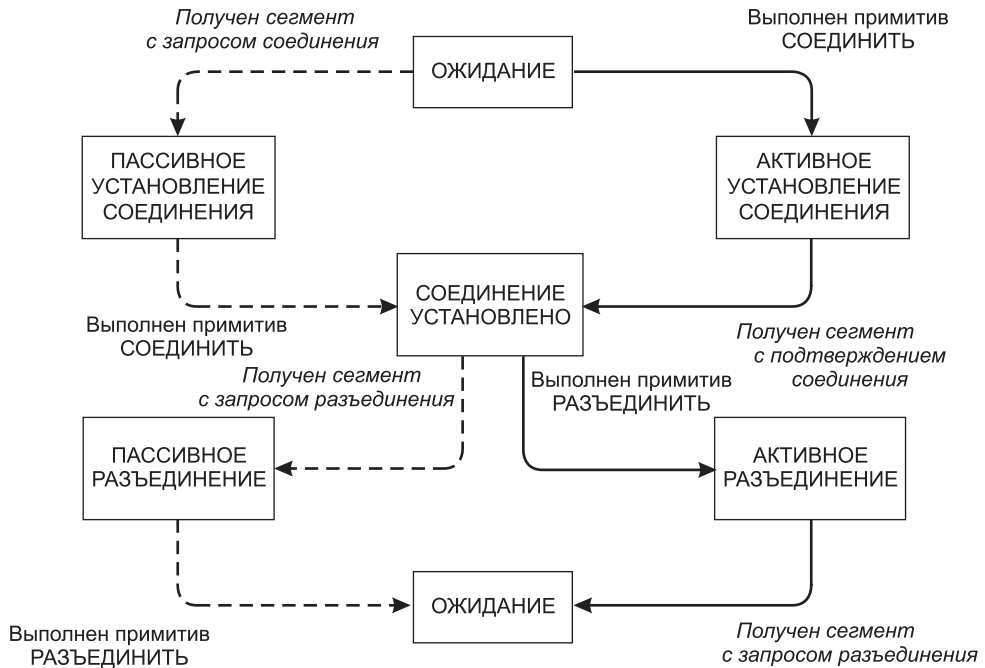 Получен сегмент
с запросом соединения
Выполнен примитив
СОЕДИНИТЬ
ОЖИДАНИЕ
ПАССИВНОЕ
УСТАНОВЛЕНИЕ
СОЕДИНЕНИЯ
АКТИВНОЕ
УСТАНОВЛЕНИЕ
СОЕДИНЕНИЯ
СОЕДИНЕНИЕ
УСТАНОВЛЕНО
Выполнен примитив
СОЕДИНИТЬ
Получен сегмент
с подтверждением
соединения
Получен сегмент
с запросом разъединения
Выполнен примитив
РАЗЪЕДИНИТЬ
ПАССИВНОЕ
РАЗЪЕДИНЕНИЕ
АКТИВНОЕ
РАЗЪЕДИНЕНИЕ
ОЖИДАНИЕ
Выполнен примитив
РАЗЪЕДИНИТЬ
Получен сегмент
с запросом разъединения